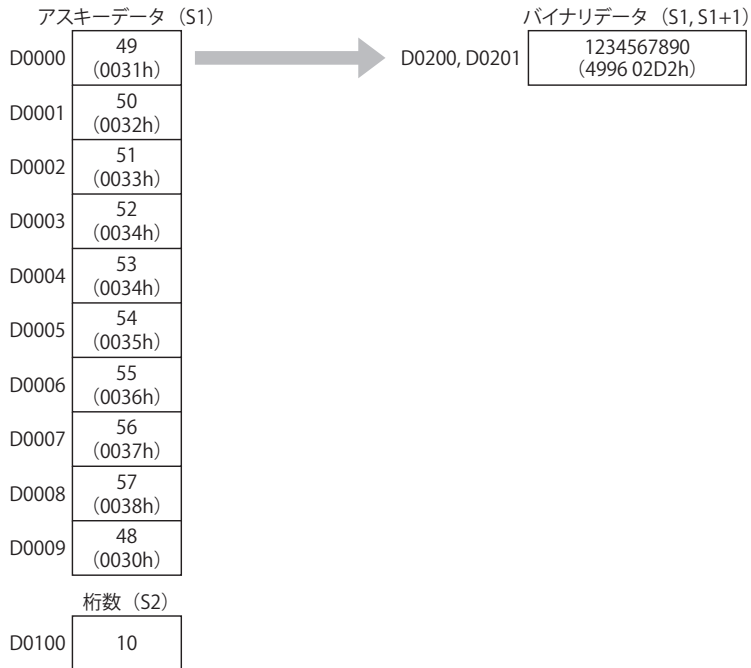 アスキーデータ（S1）
バイナリデータ（S1, S1+1）
D0000
49
（0031h）
D0200, D0201
1234567890
（4996 02D2h）
D0001
50
（0032h）
D0002
51
（0033h）
D0003
52
（0034h）
D0004
53
（0034h）
D0005
54
（0035h）
D0006
55
（0036h）
D0007
56
（0037h）
D0008
57
（0038h）
D0009
48
（0030h）
桁数（S2）
D0100
10